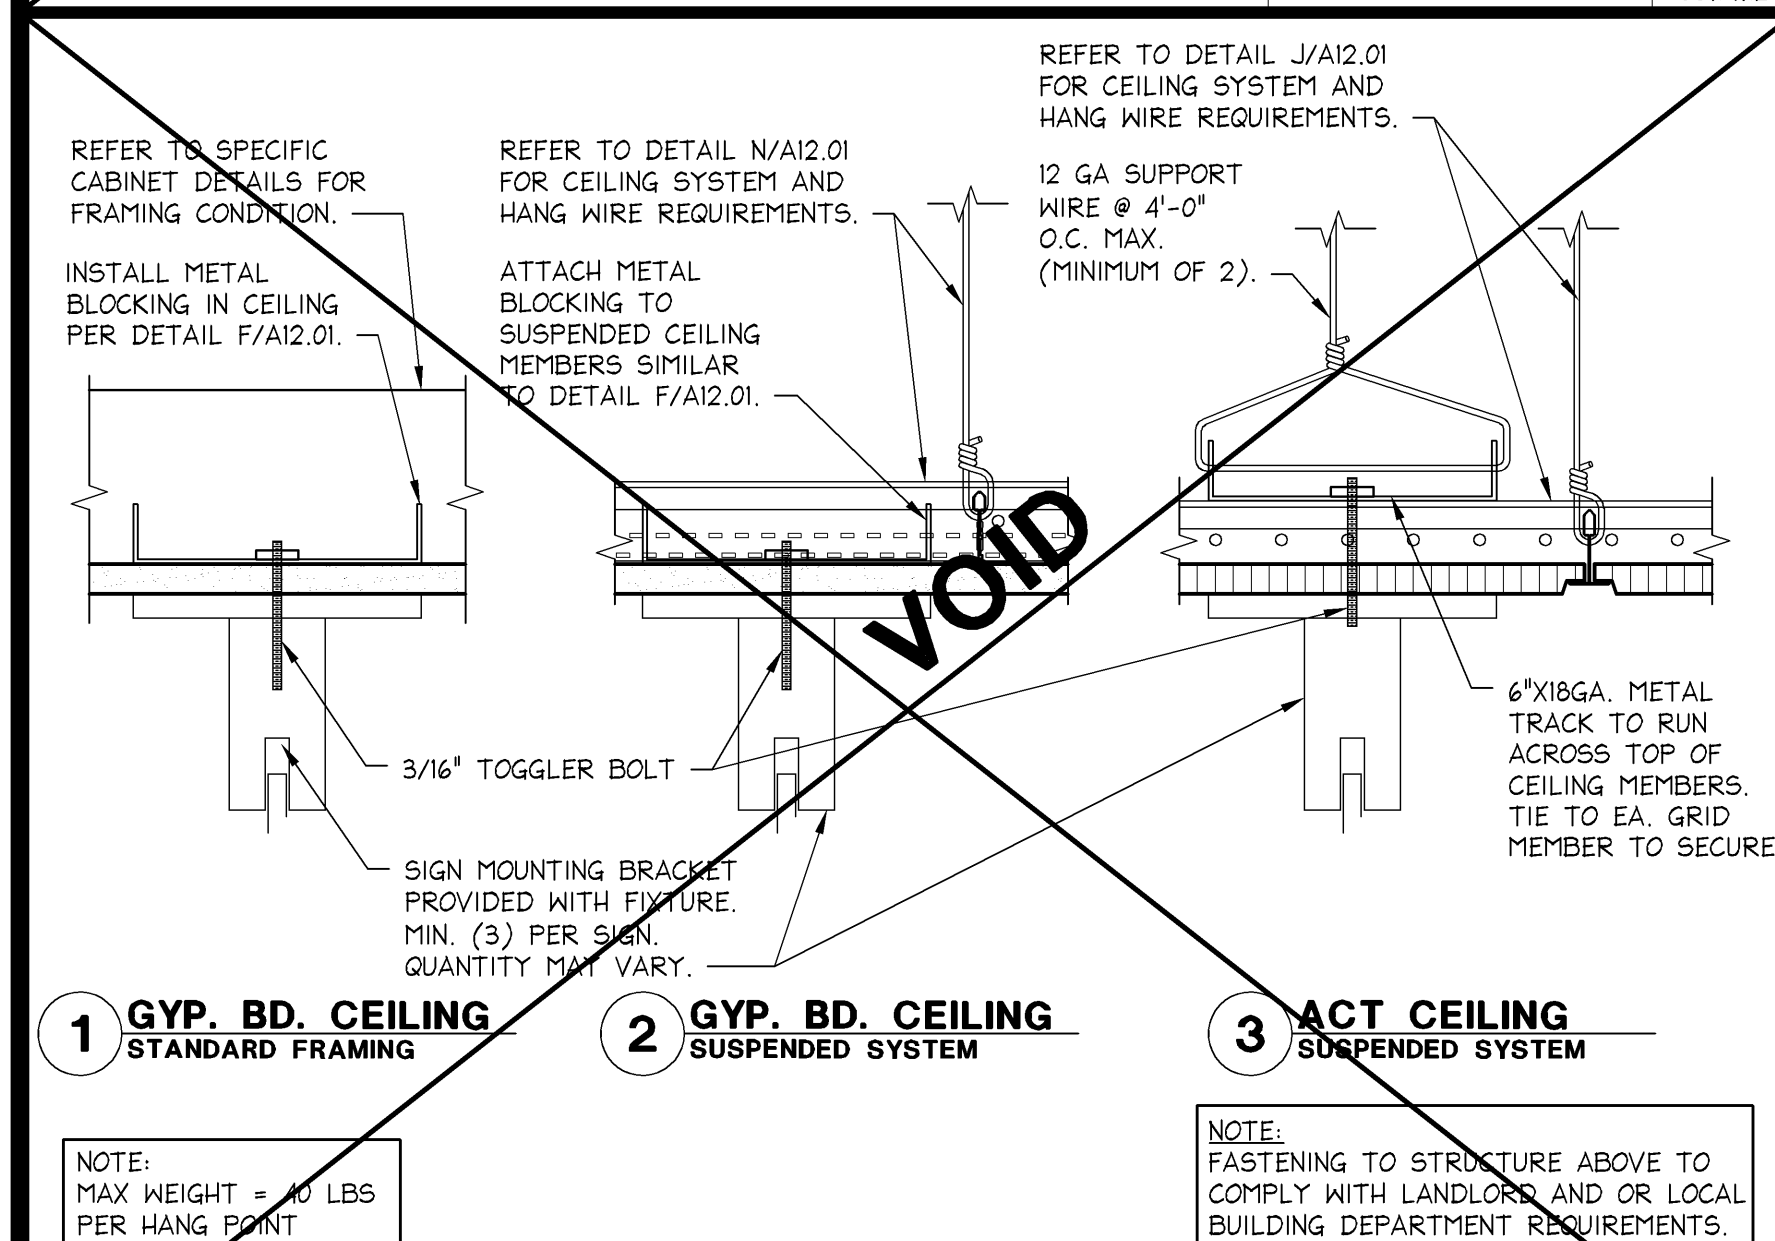 REFER TO SPECIFIC
CABINET DETAILS FOR
FRAMING CONDITION.
INSTALL METAL
BLOCKING IN CEILING
PER DETAIL F/A12.01.
REFER TO DETAIL N/A12.01
FOR CEILING SYSTEM AND
HANG WIRE REQUIREMENTS.
ATTACH METAL
BLOCKING TO
SUSPENDED CEILING
MEMBERS SIMILAR
TO DETAIL F/A12.01.
REFER TO DETAIL J/A12.01
FOR CEILING SYSTEM AND
HANG WIRE REQUIREMENTS.
12 GA SUPPORT
WIRE @ 4'-0"
O.C. MAX.
(MINIMUM OF 2).
VOID
3/16" TOGGLER BOLT
6"X18GA. METAL
TRACK TO RUN
ACROSS TOP OF
CEILING MEMBERS.
TIE TO EA. GRID
MEMBER TO SECURE
SIGN MOUNTING BRACKET
PROVIDED WITH FIXTURE.
MIN. (3) PER SIGN.
QUANTITY MAY VARY.
1 GYP. BD. CEILING
STANDARD FRAMING
2 GYP. BD. CEILING
SUSPENDED SYSTEM
3 ACT CEILING
SUSPENDED SYSTEM
NOTE:
MAX WEIGHT = 40 LBS
PER HANG POINT
NOTE:
FASTENING TO STRUCTURE ABOVE TO
COMPLY WITH LANDLORD AND OR LOCAL
BUILDING DEPARTMENT REQUIREMENTS.